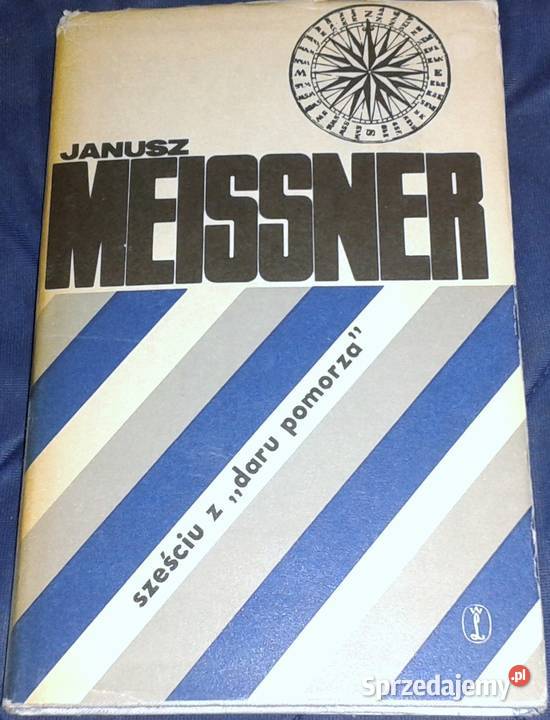 JANUSZ
MEISSNER
sześciu z „daru pomorza”
W
L
Sprzedajemy.pl